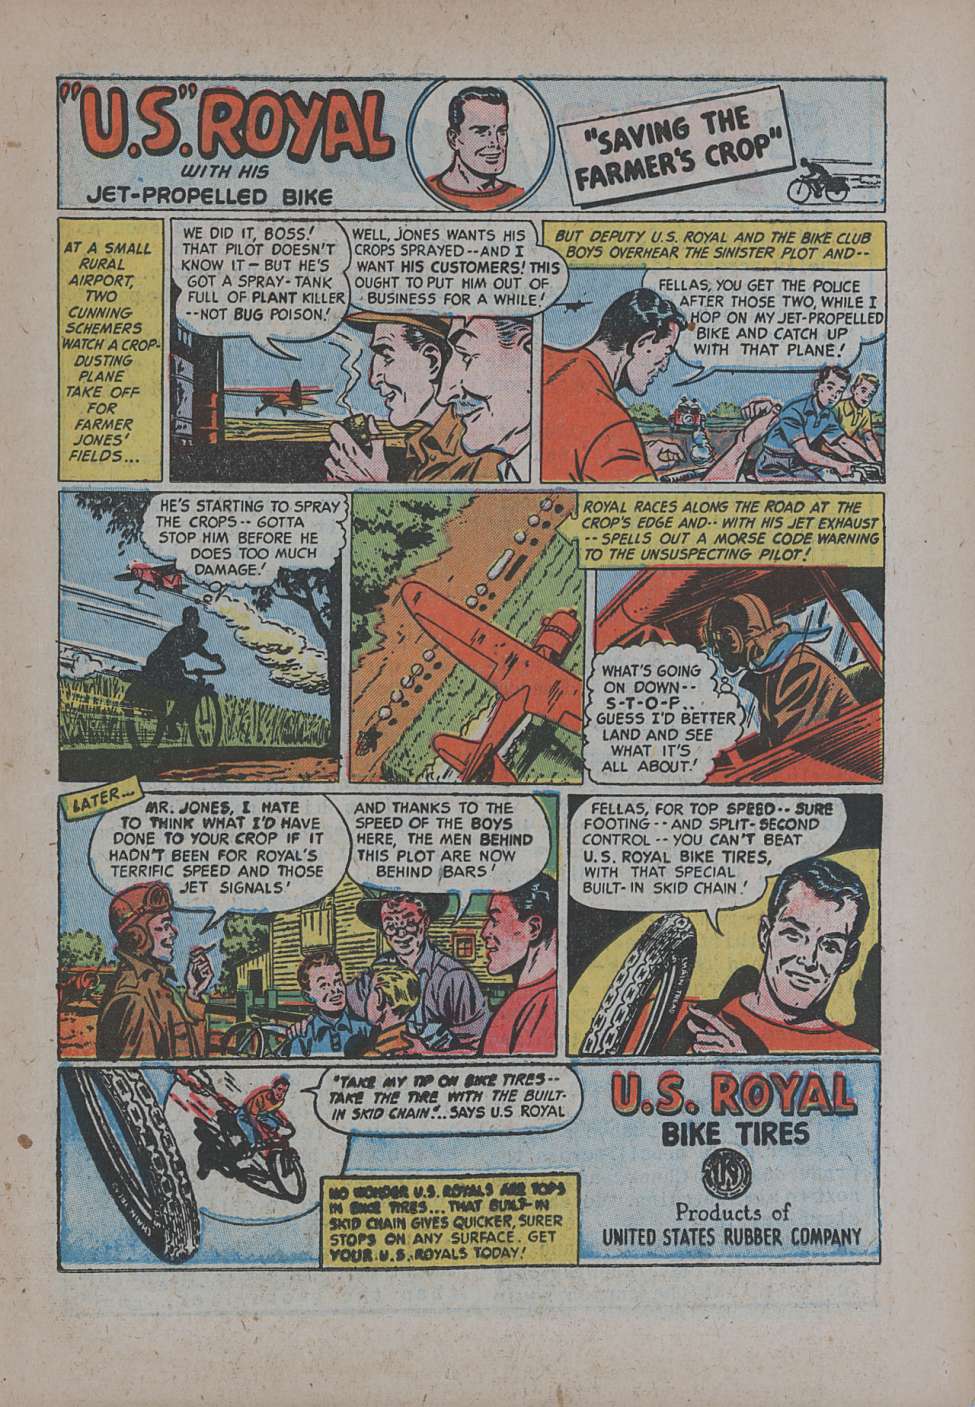 "U.S." ROYAL
WITH HIS
JET-PROPELLED BIKE
"SAVING THE
FARMER'S CROP"
AT A SMALL
RURAL
AIRPORT,
TWO
CUNNING
SCHEMERS
WATCH A CROP-
DUSTING
PLANE
TAKE OFF
FOR
FARMER
JONES'
FIELDS...
WE DID IT, BOSS!
THAT PILOT DOESN'T
KNOW IT - BUT HE'S
GOT A SPRAY-TANK
FULL OF PLANT KILLER
--NOT BUG POISON!
WELL, JONES WANTS HIS
CROPS SPRAYED--AND I
WANT HIS CUSTOMERS! THIS
OUGHT TO PUT HIM OUT OF
BUSINESS FOR A WHILE!
BUT DEPUTY U.S. ROYAL AND THE BIKE CLUB
BOYS OVERHEAR THE SINISTER PLOT AND--
FELLAS, YOU GET THE POLICE
AFTER THOSE TWO, WHILE I
HOP ON MY JET-PROPELLED
BIKE AND CATCH UP
WITH THAT PLANE!
HE'S STARTING TO SPRAY
THE CROPS-- GOTTA
STOP HIM BEFORE HE
DOES TOO MUCH
DAMAGE!
ROYAL RACES ALONG THE ROAD AT THE
CROP'S EDGE AND-- WITH HIS JET EXHAUST
--SPELLS OUT A MORSE CODE WARNING
TO THE UNSUSPECTING PILOT!
WHAT'S GOING
ON DOWN--
S-T-O-P..
GUESS I'D BETTER
LAND AND SEE
WHAT IT'S
ALL ABOUT!
LATER...
MR. JONES, I HATE
TO THINK WHAT I'D HAVE
DONE TO YOUR CROP IF IT
HADN'T BEEN FOR ROYAL'S
TERRIFIC SPEED AND THOSE
JET SIGNALS!
AND THANKS TO THE
SPEED OF THE BOYS
HERE, THE MEN BEHIND
THIS PLOT ARE NOW
BEHIND BARS!
FELLAS, FOR TOP SPEED-- SURE
FOOTING-- AND SPLIT-SECOND
CONTROL-- YOU CAN'T BEAT
U.S. ROYAL BIKE TIRES,
WITH THAT SPECIAL
BUILT-IN SKID CHAIN!
"TAKE MY TIP ON BIKE TIRES--
TAKE THE TIRE WITH THE BUILT-
IN SKID CHAIN!"..SAYS U.S ROYAL
NO WONDER U.S. ROYALS ARE TOPS
IN BIKE TIRES... THAT BUILT-IN
SKID CHAIN GIVES QUICKER, SURER
STOPS ON ANY SURFACE. GET
YOUR U.S. ROYALS TODAY!
U.S. ROYAL
BIKE TIRES
US
Products of
UNITED STATES RUBBER COMPANY